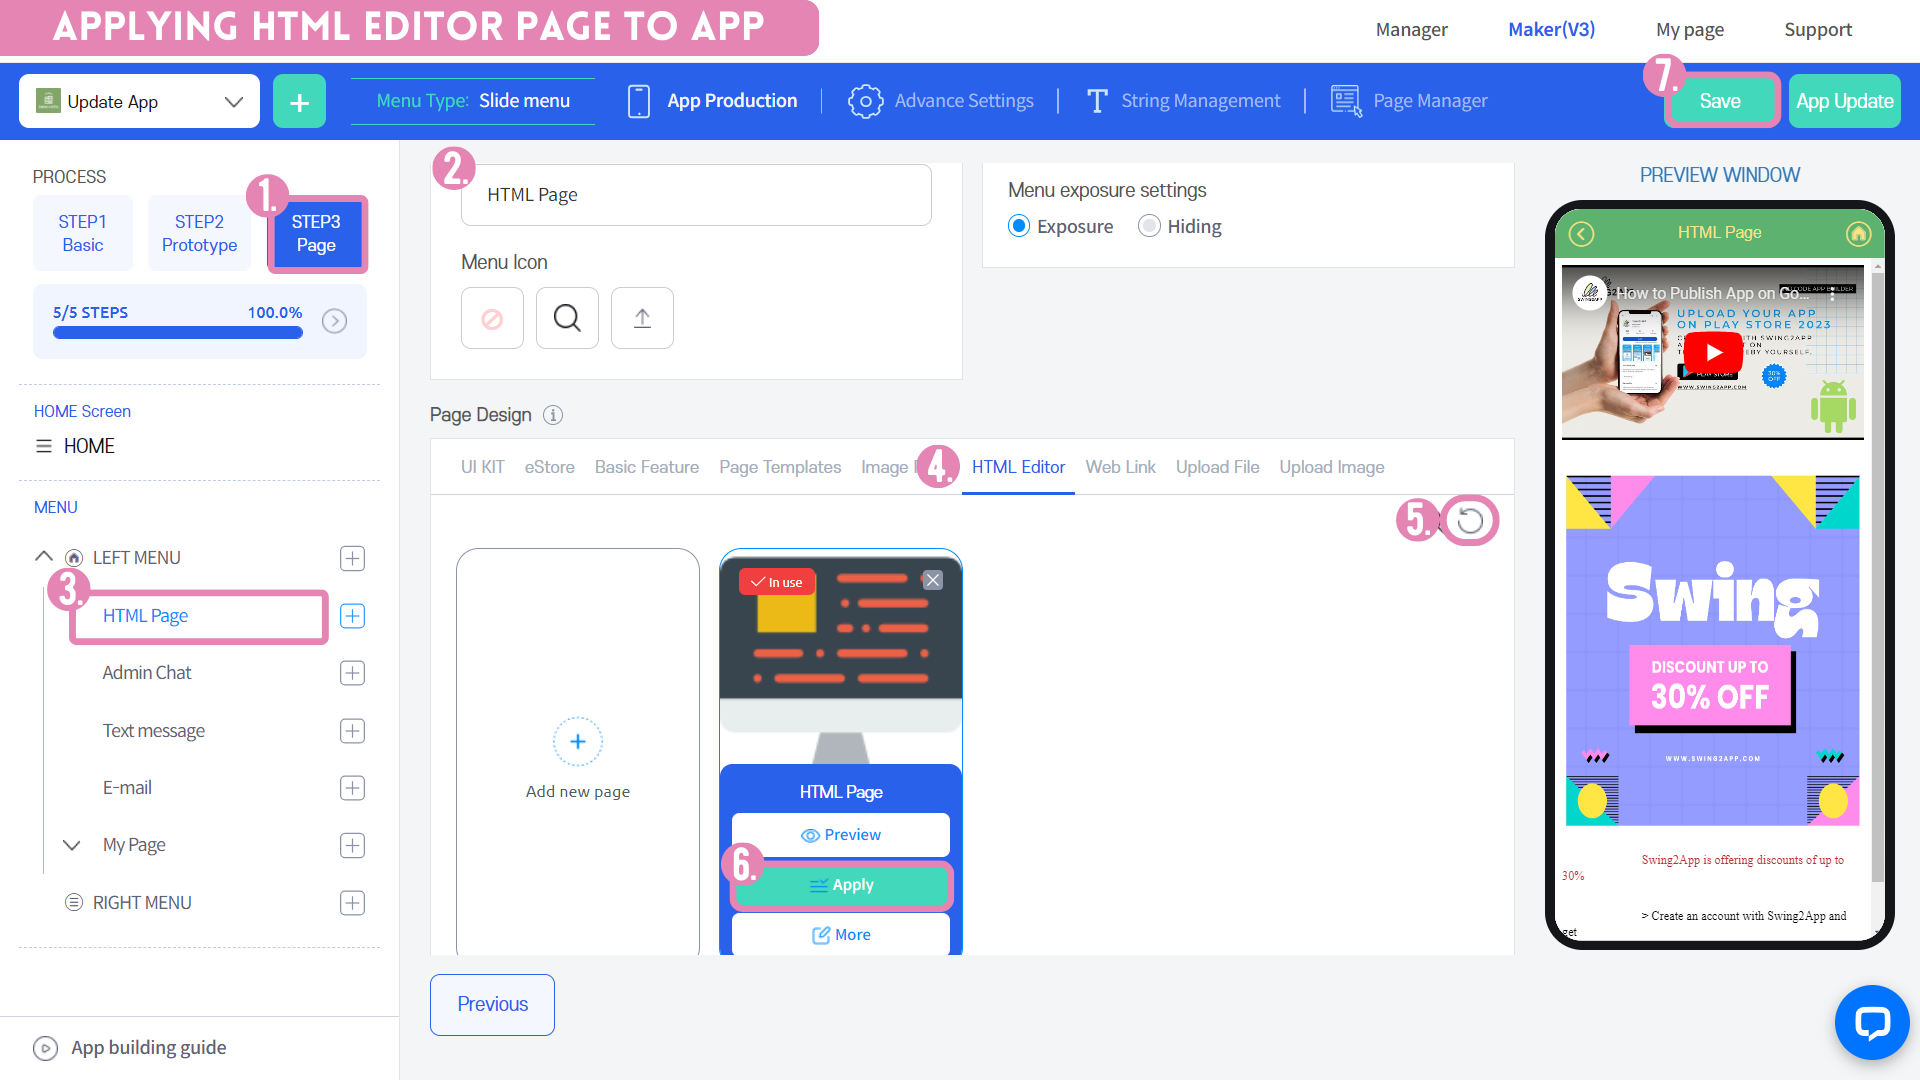 APPLYING HTML EDITOR PAGE TO APP
Manager
Maker(V3)
My page
Support
Update App
+
Menu Type: Slide menu
App Production
Advance Settings
String Management
Page Manager
7.
Save
App Update
PROCESS
1.
STEP1
Basic
STEP2
Prototype
STEP3
Page
5/5 STEPS
100.0%
HOME Screen
HOME
MENU
LEFT MENU
3.
HTML Page
Admin Chat
Text message
E-mail
My Page
RIGHT MENU
App building guide
2.
HTML Page
Menu Icon
Menu exposure settings
Exposure
Hiding
Page Design
UI KIT
eStore
Basic Feature
Page Templates
Image
4.
HTML Editor
Web Link
Upload File
Upload Image
5.
Add new page
In use
HTML Page
Preview
6.
Apply
More
Previous
PREVIEW WINDOW
HTML Page
How to Publish App on Go...
SWING2APP
UPLOAD YOUR APP
ON PLAY STORE 2023
WWW.SWING2APP.COM
30%
OFF
Swing
DISCOUNT UP TO
30% OFF
WWW.SWING2APP.COM
Swing2App is offering discounts of up to
30%
> Create an account with Swing2App and
get